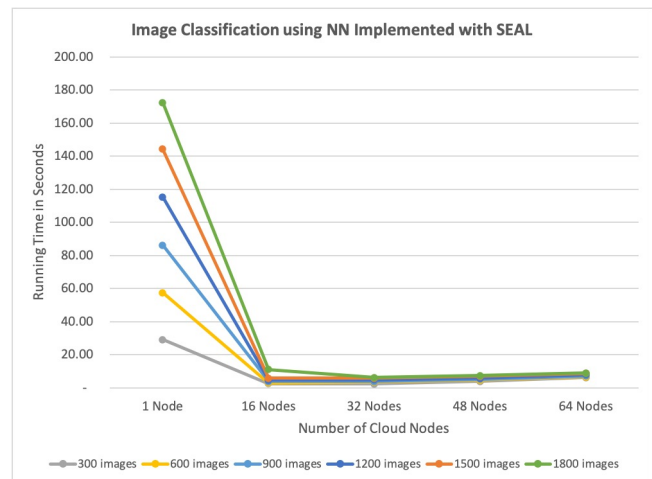 Image Classification using NN Implemented with SEAL
200.00
180.00
160.00
140.00
120.00
100.00
80.00
60.00
40.00
20.00
-
Running Time in Seconds
1 Node 16 Nodes 32 Nodes 48 Nodes 64 Nodes
Number of Cloud Nodes
300 images 600 images 900 images 1200 images 1500 images 1800 images